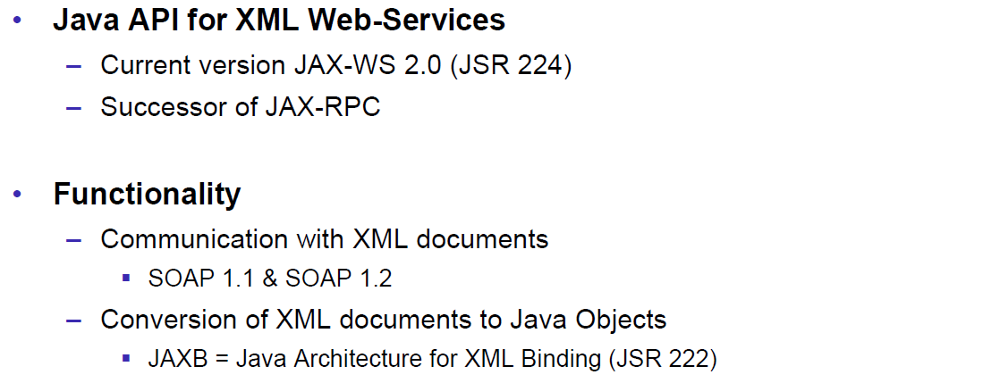 • Java API for XML Web-Services
– Current version JAX-WS 2.0 (JSR 224)
– Successor of JAX-RPC
• Functionality
– Communication with XML documents
▪ SOAP 1.1 & SOAP 1.2
– Conversion of XML documents to Java Objects
▪ JAXB = Java Architecture for XML Binding (JSR 222)